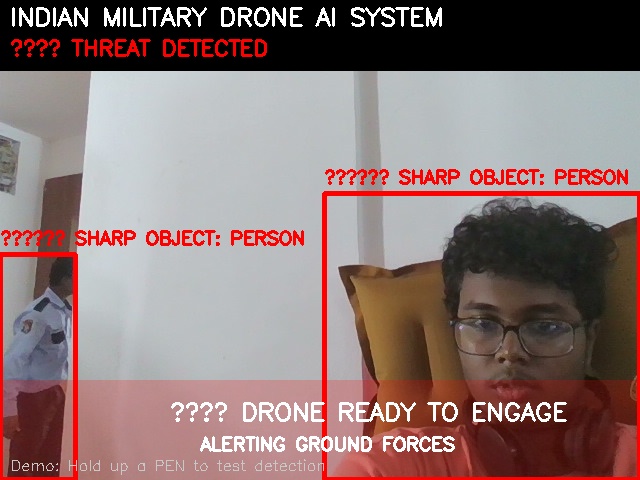 INDIAN MILITARY DRONE AI SYSTEM
???? THREAT DETECTED
?????? SHARP OBJECT: PERSON
?????? SHARP OBJECT: PERSON
???? DRONE READY TO ENGAGE
ALERTING GROUND FORCES
Demo: Hold up a PEN to test detection